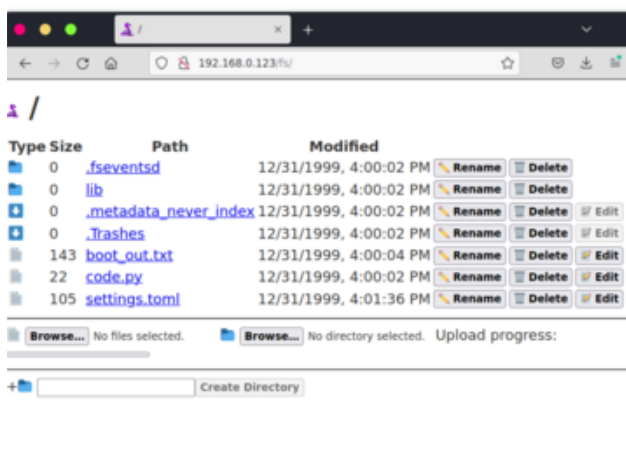 /
192.168.0.123/fs/
/
Type Size Path Modified
0 .fseventsd 12/31/1999, 4:00:02 PM Rename Delete
0 lib 12/31/1999, 4:00:02 PM Rename Delete
0 .metadata_never_index 12/31/1999, 4:00:02 PM Rename Delete Edit
0 .Trashes 12/31/1999, 4:00:02 PM Rename Delete Edit
143 boot_out.txt 12/31/1999, 4:00:04 PM Rename Delete Edit
22 code.py 12/31/1999, 4:00:02 PM Rename Delete Edit
105 settings.toml 12/31/1999, 4:01:36 PM Rename Delete Edit
Browse... No files selected. Browse... No directory selected. Upload progress:
+ Create Directory